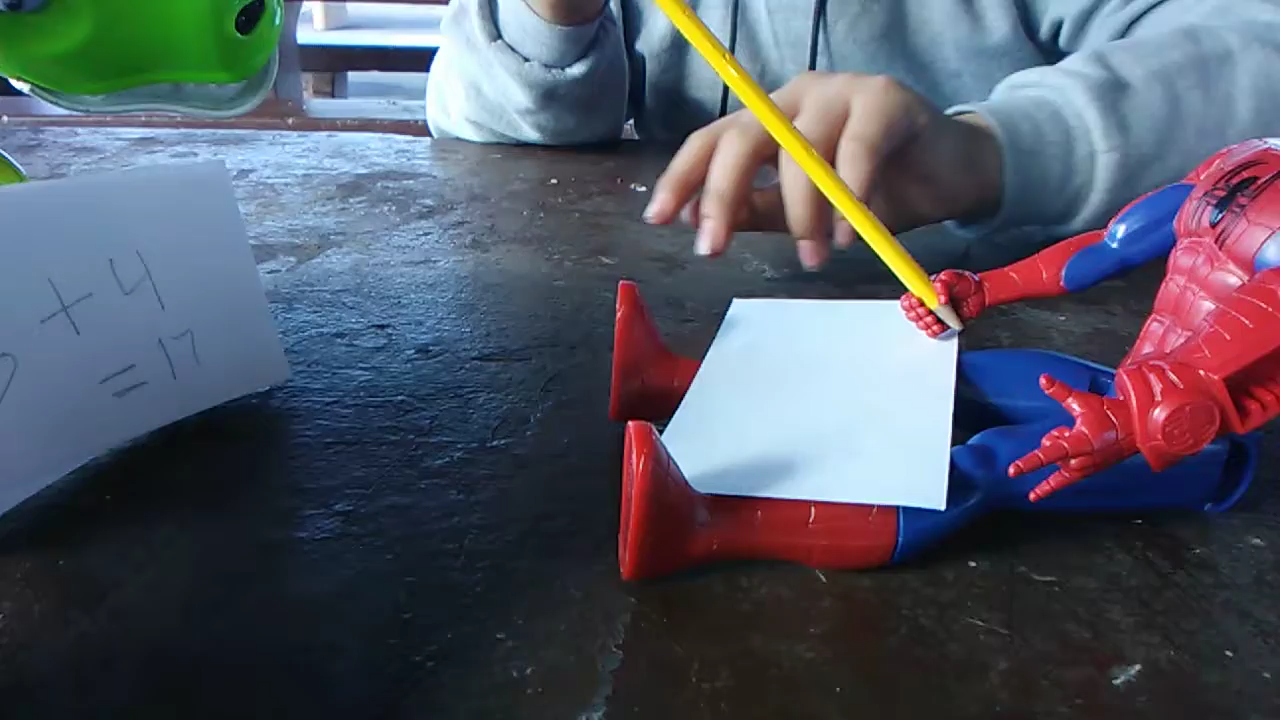 + 4
= 17